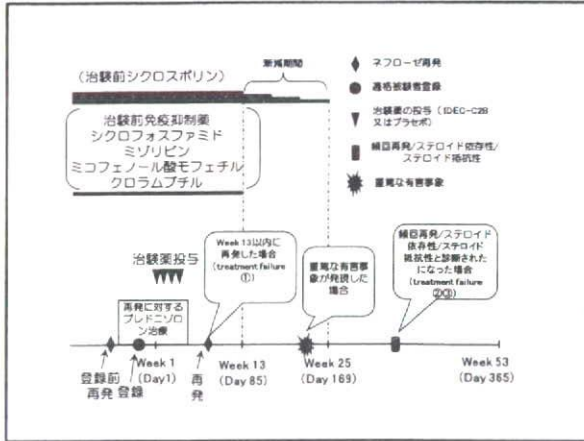 (治験前シクロスポリン)
漸減期間
治験前免疫抑制薬
シクロフォスファミド
ミゾリビン
ミコフェノール酸モフェチル
クロラムブチル
ネフローゼ再発
適格被験者登録
治験薬の投与 (IDEC-C2B
又はプラセボ)
頻回再発/ステロイド依存性/
ステロイド抵抗性
重篤な有害事象
治験薬投与
再発に対する
プレドニゾロン
ン治療
Week 13以内に
再発した場合
(treatment failure
①)
重篤な有害事
象が発現した
場合
頻回再発/ステロイド
依存性/ステロイド
抵抗性と診断された
になった場合
(treatment failure
②③)
登録前
再発
登録
Week 1
(Day1)
再
発
Week 13
(Day 85)
Week 25
(Day 169)
Week 53
(Day 365)